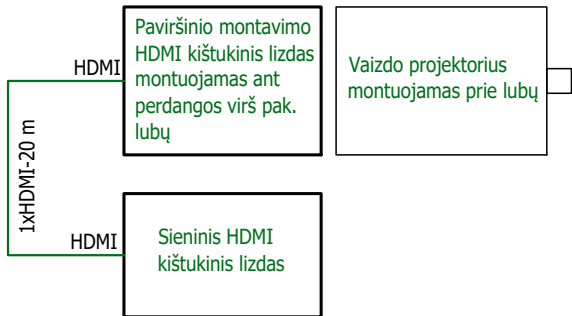 Paviršinio montavimo
HDMI kištukinis lizdas
montuojamas ant
perdangos virš pak.
lubų
Vaizdo projektorius
montuojamas prie lubų
HDMI
1xHDMI-20 m
HDMI
Sieninis HDMI
kištukinis lizdas